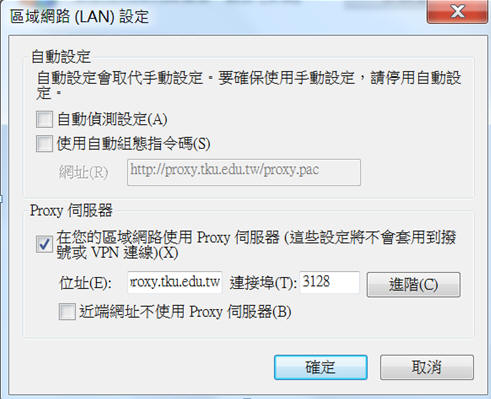 區域網路 (LAN) 設定
自動設定
自動設定會取代手動設定。要確保使用手動設定，請停用自動設
定。
自動偵測設定(A)
使用自動組態指令碼(S)
網址(R) http://proxy.tku.edu.tw/proxy.pac
Proxy 伺服器
在您的區域網路使用 Proxy 伺服器 (這些設定將不會套用到撥
號或 VPN 連線)(X)
位址(E): roxy.tku.edu.tw 連接埠(T): 3128 進階(C)
近端網址不使用 Proxy 伺服器(B)
確定 取消